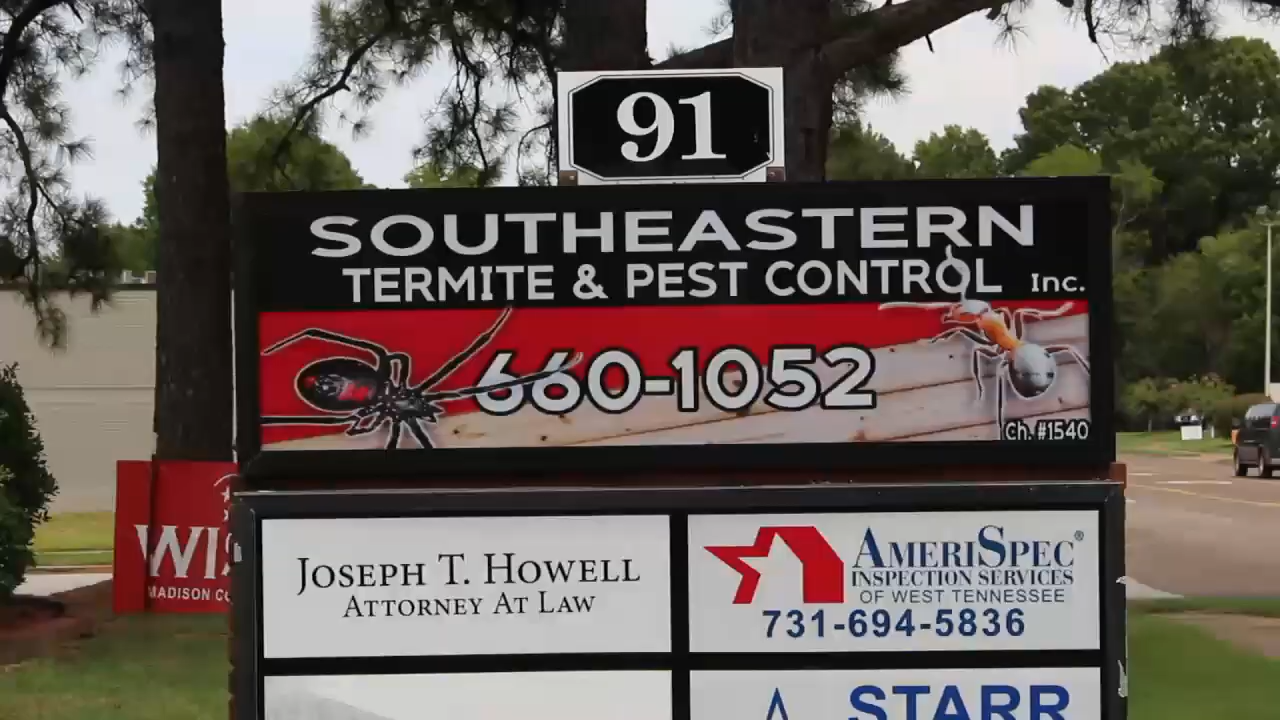 91
SOUTHEASTERN
TERMITE & PEST CONTROL Inc.
660-1052
Ch. #1540
JOSEPH T. HOWELL
ATTORNEY AT LAW
AMERISPEC®
INSPECTION SERVICES
OF WEST TENNESSEE
731-694-5836
STARR
MADISON